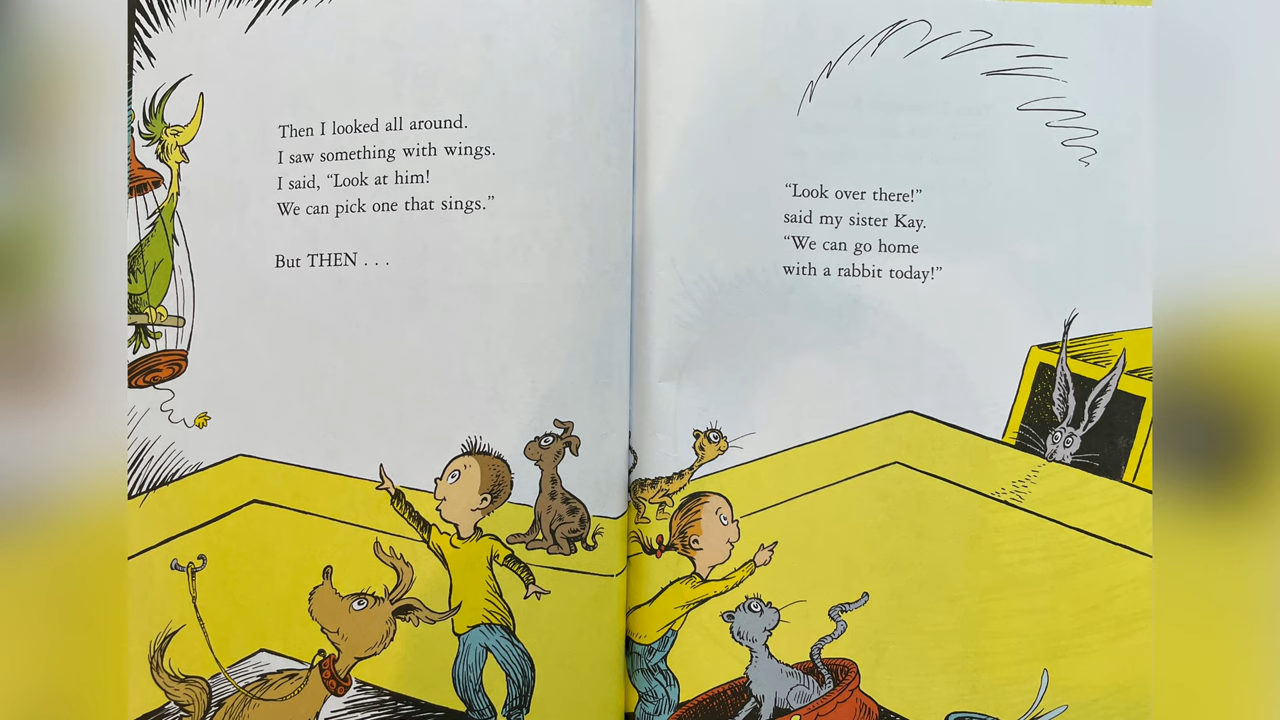 Then I looked all around.
I saw something with wings.
I said, “Look at him!
We can pick one that sings.”
But THEN . . .
“Look over there!”
said my sister Kay.
“We can go home
with a rabbit today!”